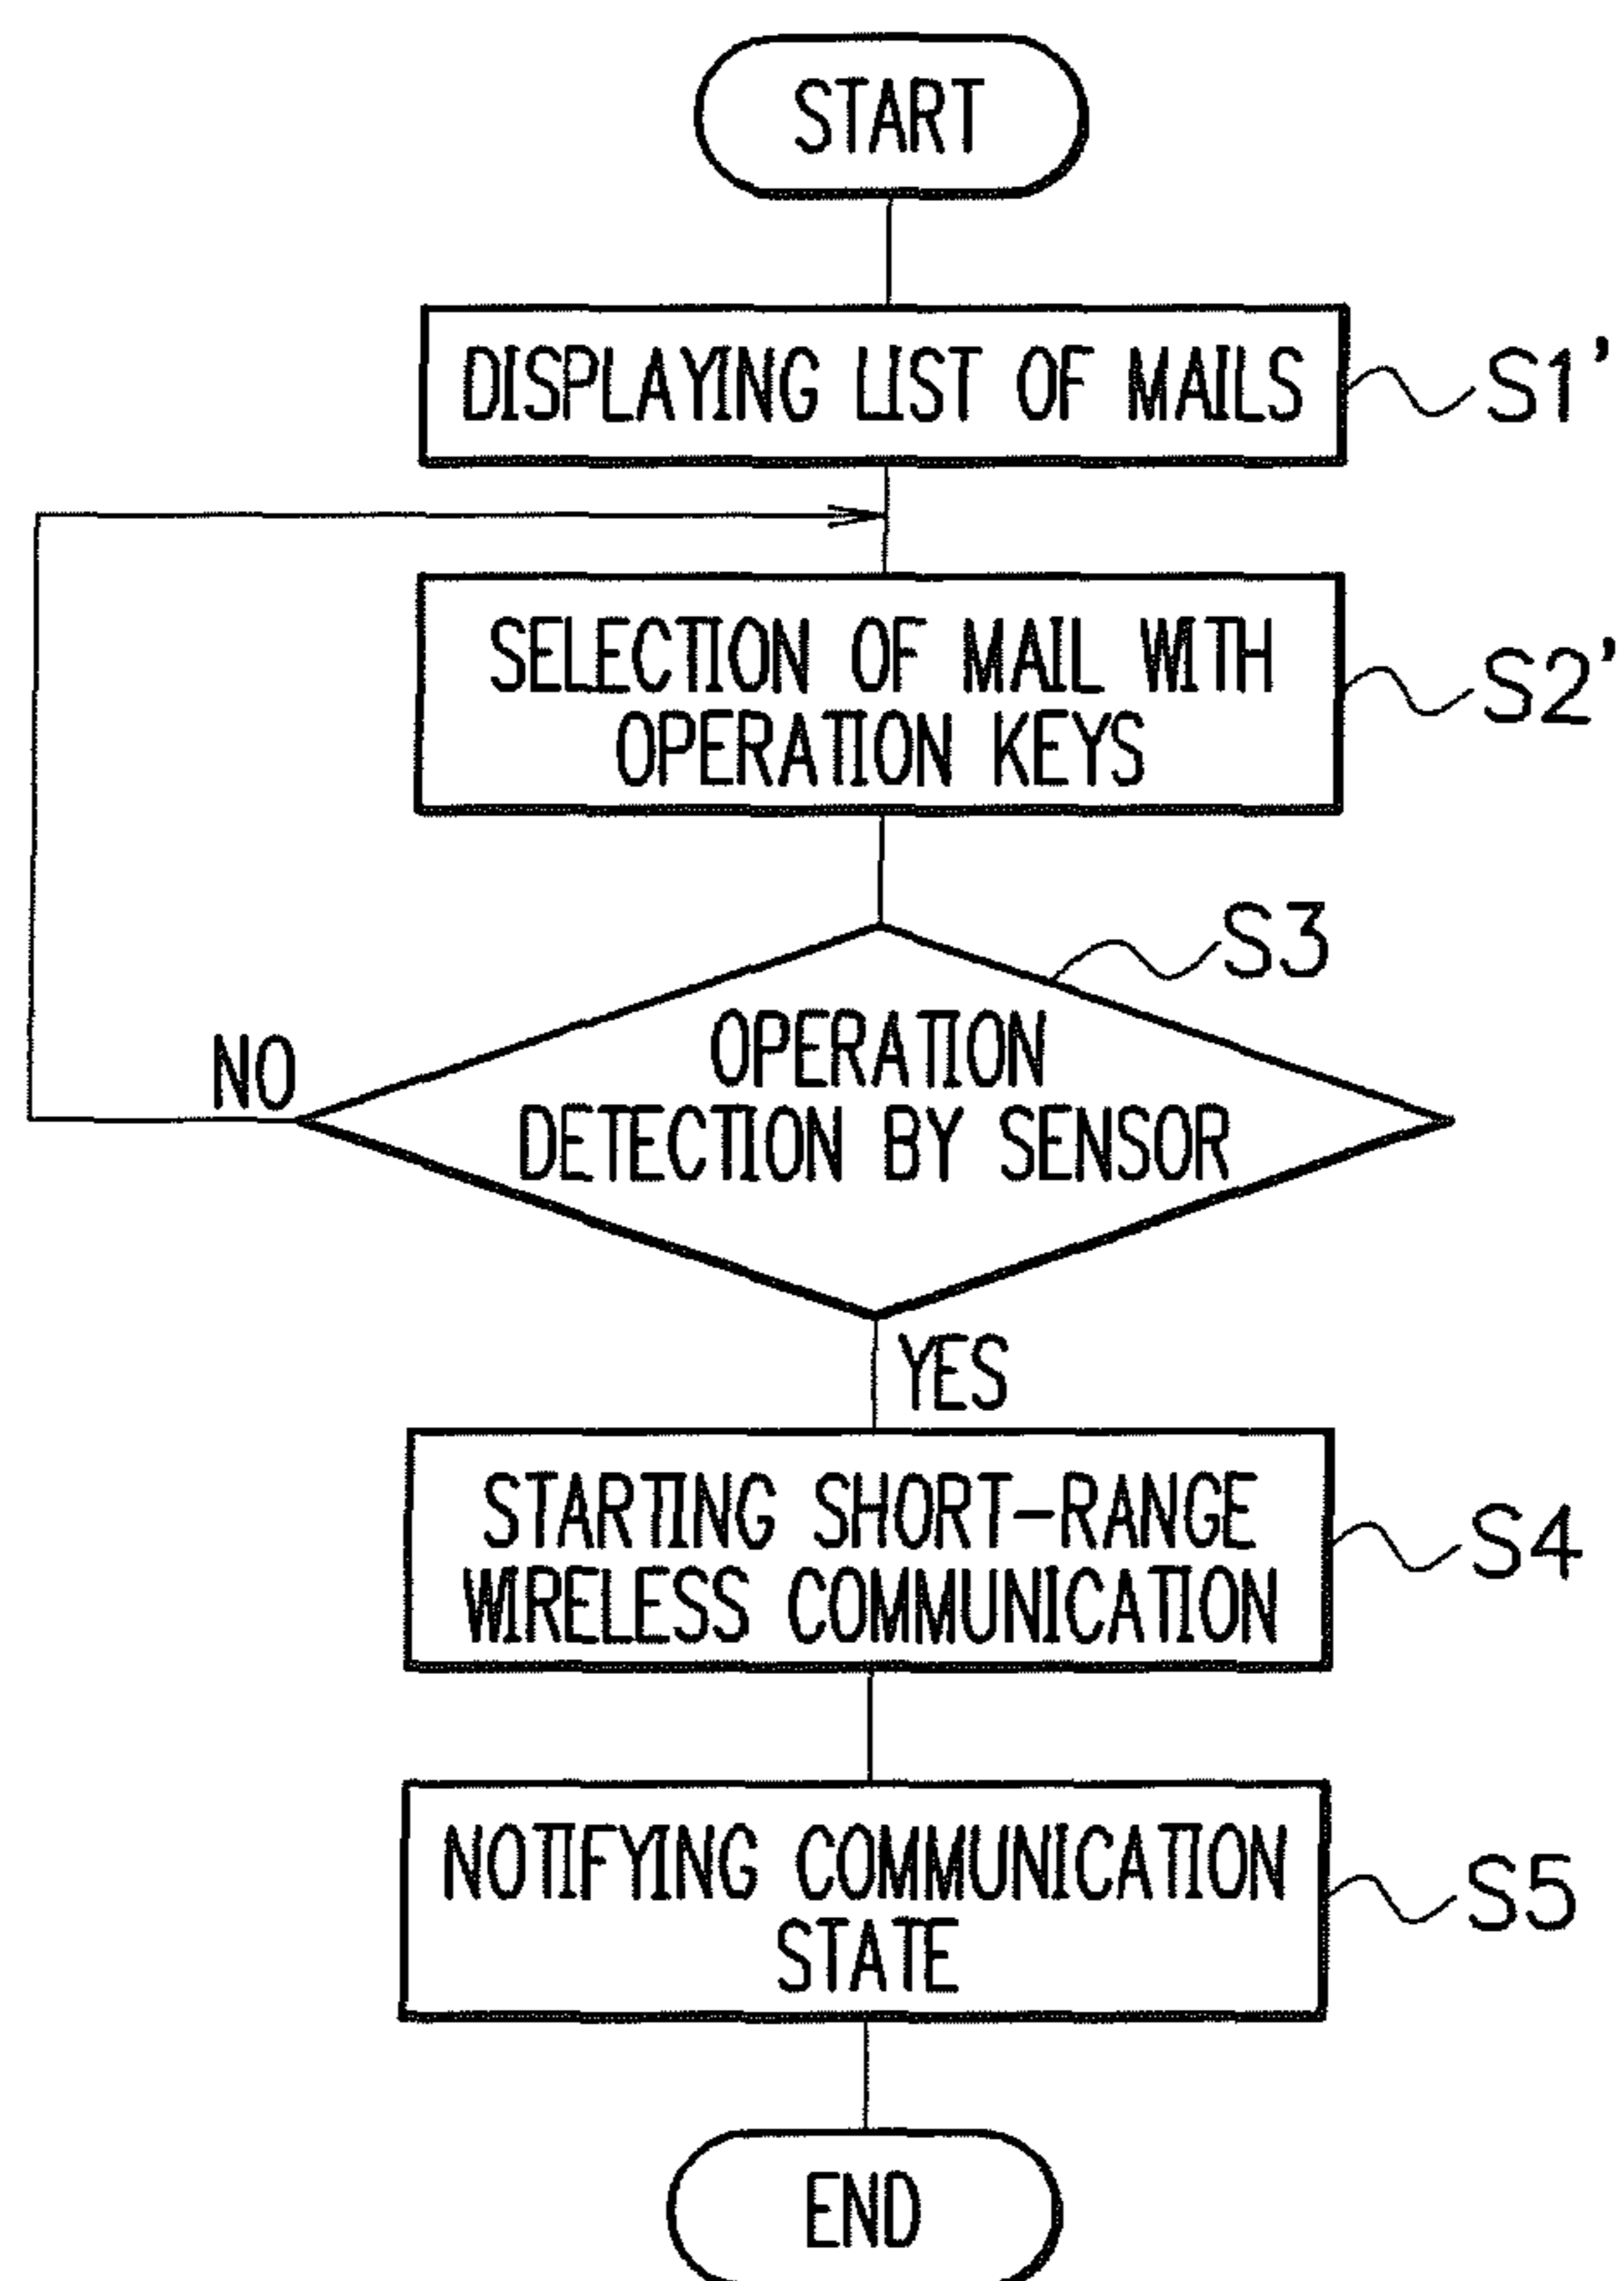 START
DISPLAYING LIST OF MAILS
S1'
SELECTION OF MAIL WITH
OPERATION KEYS
S2'
S3
OPERATION
DETECTION BY SENSOR
NO
YES
STARTING SHORT-RANGE
WIRELESS COMMUNICATION
S4
NOTIFYING COMMUNICATION
STATE
S5
END